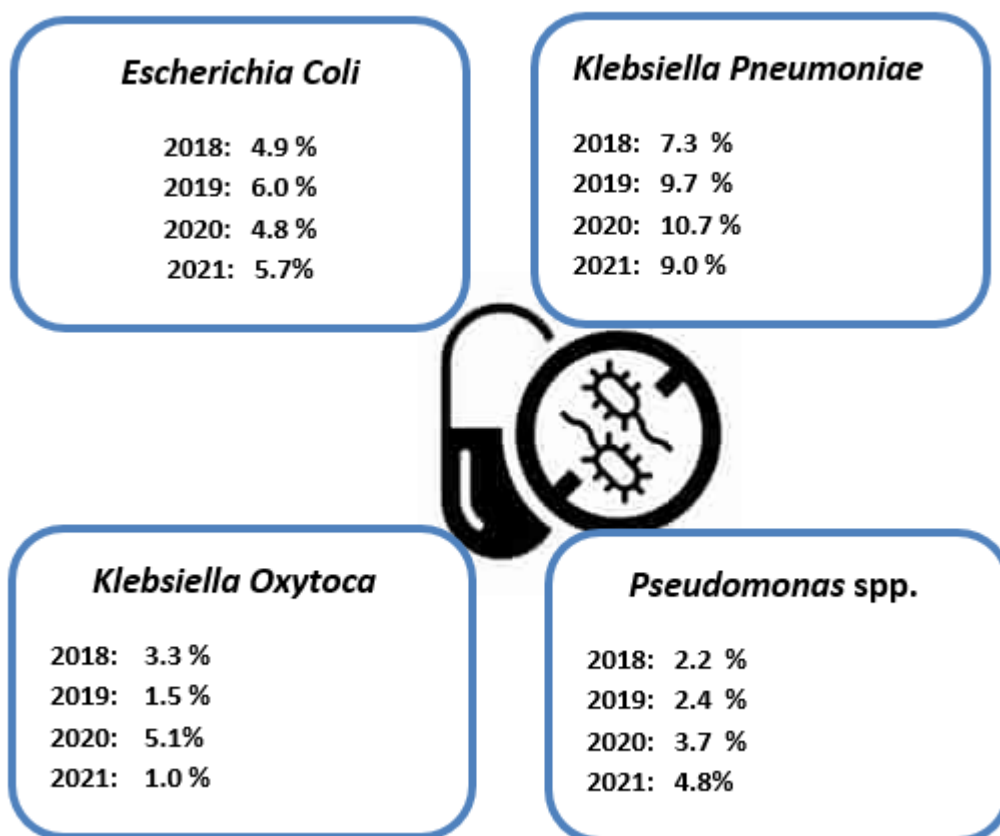 Escherichia Coli
2018: 4.9 %
2019: 6.0 %
2020: 4.8 %
2021: 5.7%
Klebsiella Pneumoniae
2018: 7.3 %
2019: 9.7 %
2020: 10.7 %
2021: 9.0 %
Klebsiella Oxytoca
2018: 3.3 %
2019: 1.5 %
2020: 5.1%
2021: 1.0 %
Pseudomonas spp.
2018: 2.2 %
2019: 2.4 %
2020: 3.7 %
2021: 4.8%